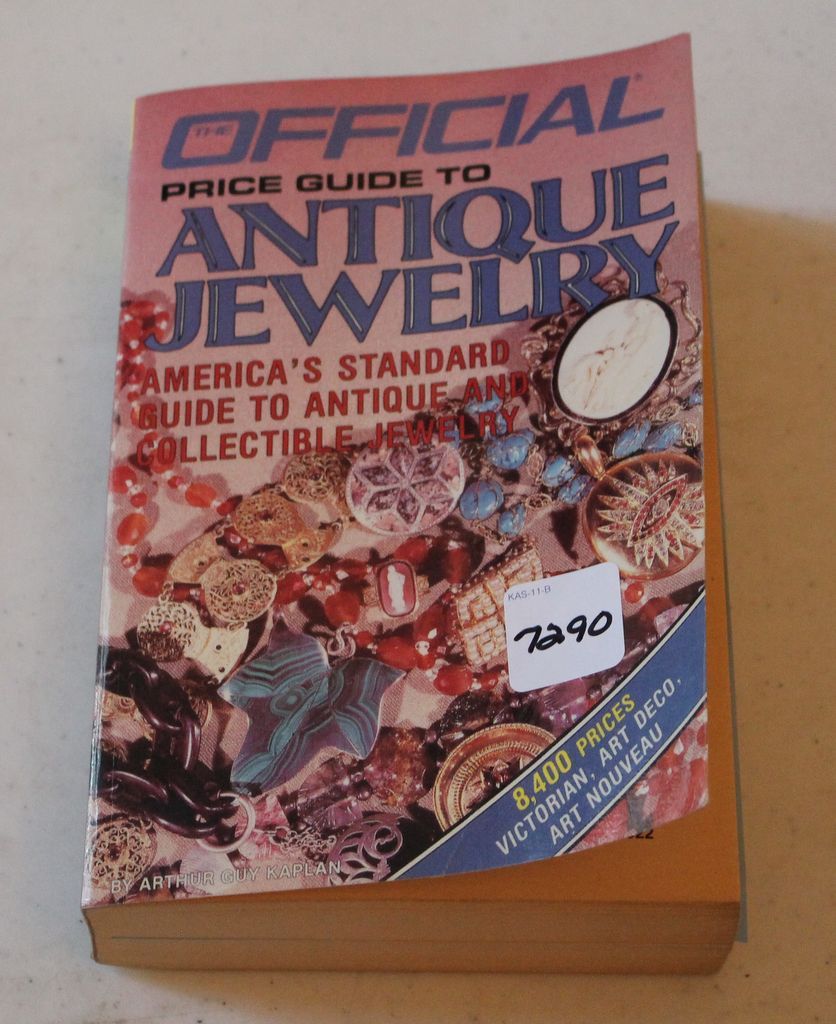 THE
OFFICIAL®
PRICE GUIDE TO
ANTIQUE
JEWELRY
AMERICA'S STANDARD
GUIDE TO ANTIQUE AND
COLLECTIBLE JEWELRY
KAS-11-B
7290
8,400 PRICES
VICTORIAN, ART DECO,
ART NOUVEAU
BY ARTHUR GUY KAPLAN